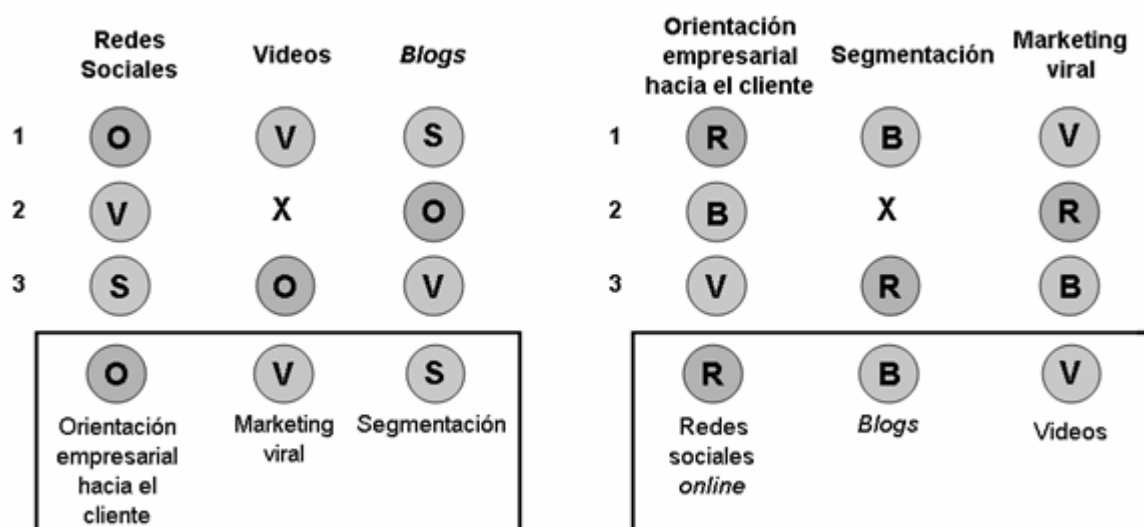 Redes
Sociales
Videos
Blogs
1 O V S
2 V X O
3 S O V
O V S
Orientación
empresarial
hacia el
cliente
Marketing
viral
Segmentación
Orientación
empresarial
hacia el cliente
Segmentación
Marketing
viral
1 R B V
2 B X R
3 V R B
R B V
Redes
sociales
online
Blogs
Videos